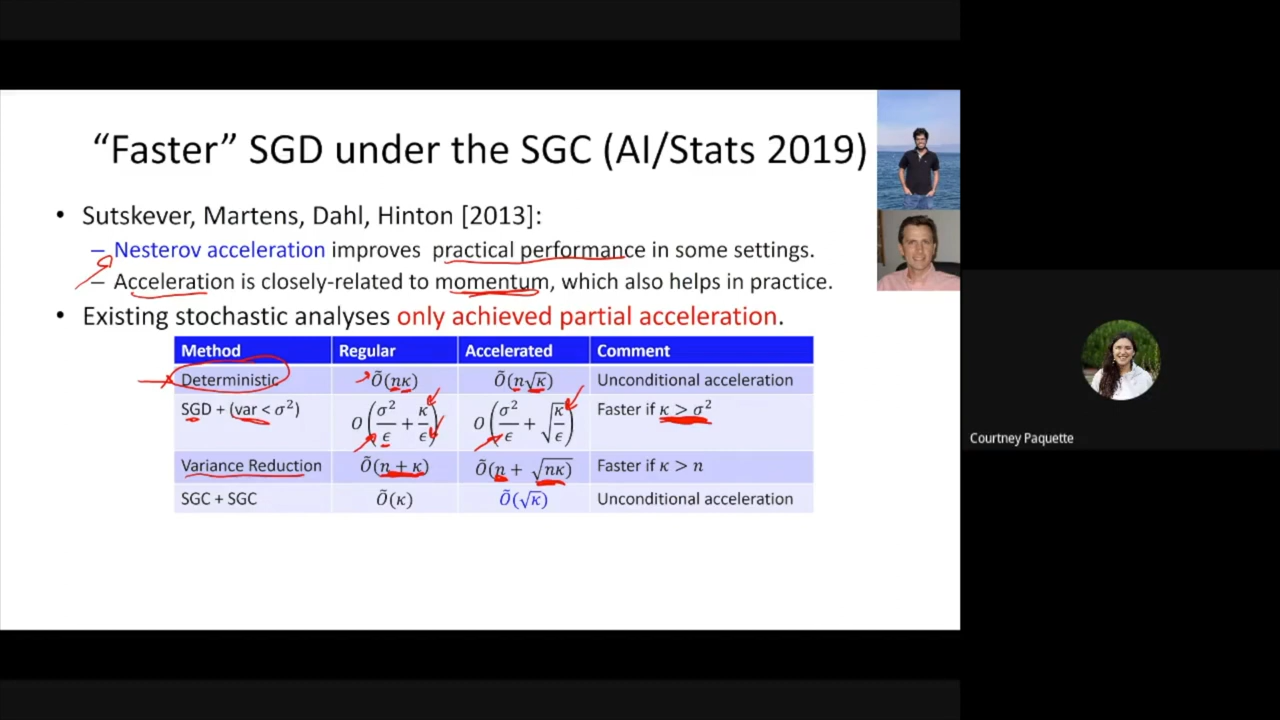 “Faster” SGD under the SGC (AI/Stats 2019)
• Sutskever, Martens, Dahl, Hinton [2013]:
– Nesterov acceleration improves practical performance in some settings.
– Acceleration is closely-related to momentum, which also helps in practice.
• Existing stochastic analyses only achieved partial acceleration.
Method Regular Accelerated Comment
Deterministic Õ(nκ) Õ(n√κ) Unconditional acceleration
SGD + (var < σ²) O(σ²/ϵ + κ/ϵ) O(σ²/ϵ + √(κ/ϵ)) Faster if κ > σ²
Variance Reduction Õ(n + κ) Õ(n + √(nκ)) Faster if κ > n
SGC + SGC Õ(κ) Õ(√κ) Unconditional acceleration
Courtney Paquette